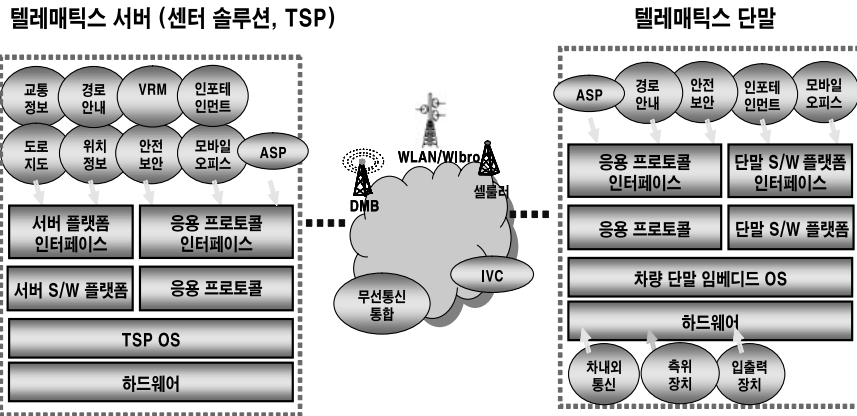 텔레매틱스 서버 (센터 솔루션, TSP)
교통
정보
경로
안내
VRM
인포테
인먼트
도로
지도
위치
정보
안전
보안
모바일
오피스
ASP
서버 플랫폼
인터페이스
응용 프로토콜
인터페이스
서버 S/W 플랫폼
응용 프로토콜
TSP OS
하드웨어
WLAN/Wibro
DMB
셀룰러
무선통신
통합
IVC
텔레매틱스 단말
ASP
경로
안내
안전
보안
인포테
인먼트
모바일
오피스
응용 프로토콜
인터페이스
단말 S/W 플랫폼
인터페이스
응용 프로토콜
단말 S/W 플랫폼
차량 단말 임베디드 OS
하드웨어
차내외
통신
측위
장치
입출력
장치